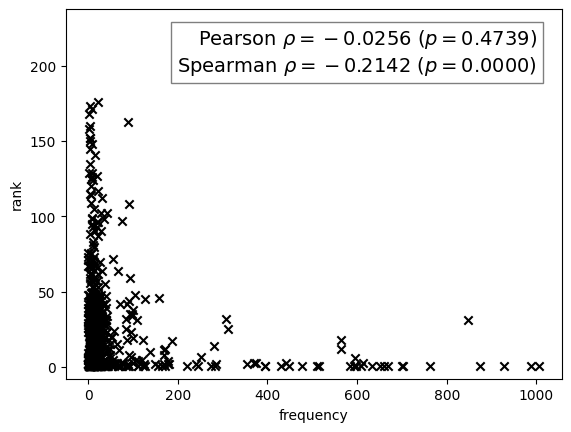 Pearson ρ = −0.0256 (p = 0.4739)
Spearman ρ = −0.2142 (p = 0.0000)
200
150
100
50
0
rank
0 200 400 600 800 1000
frequency